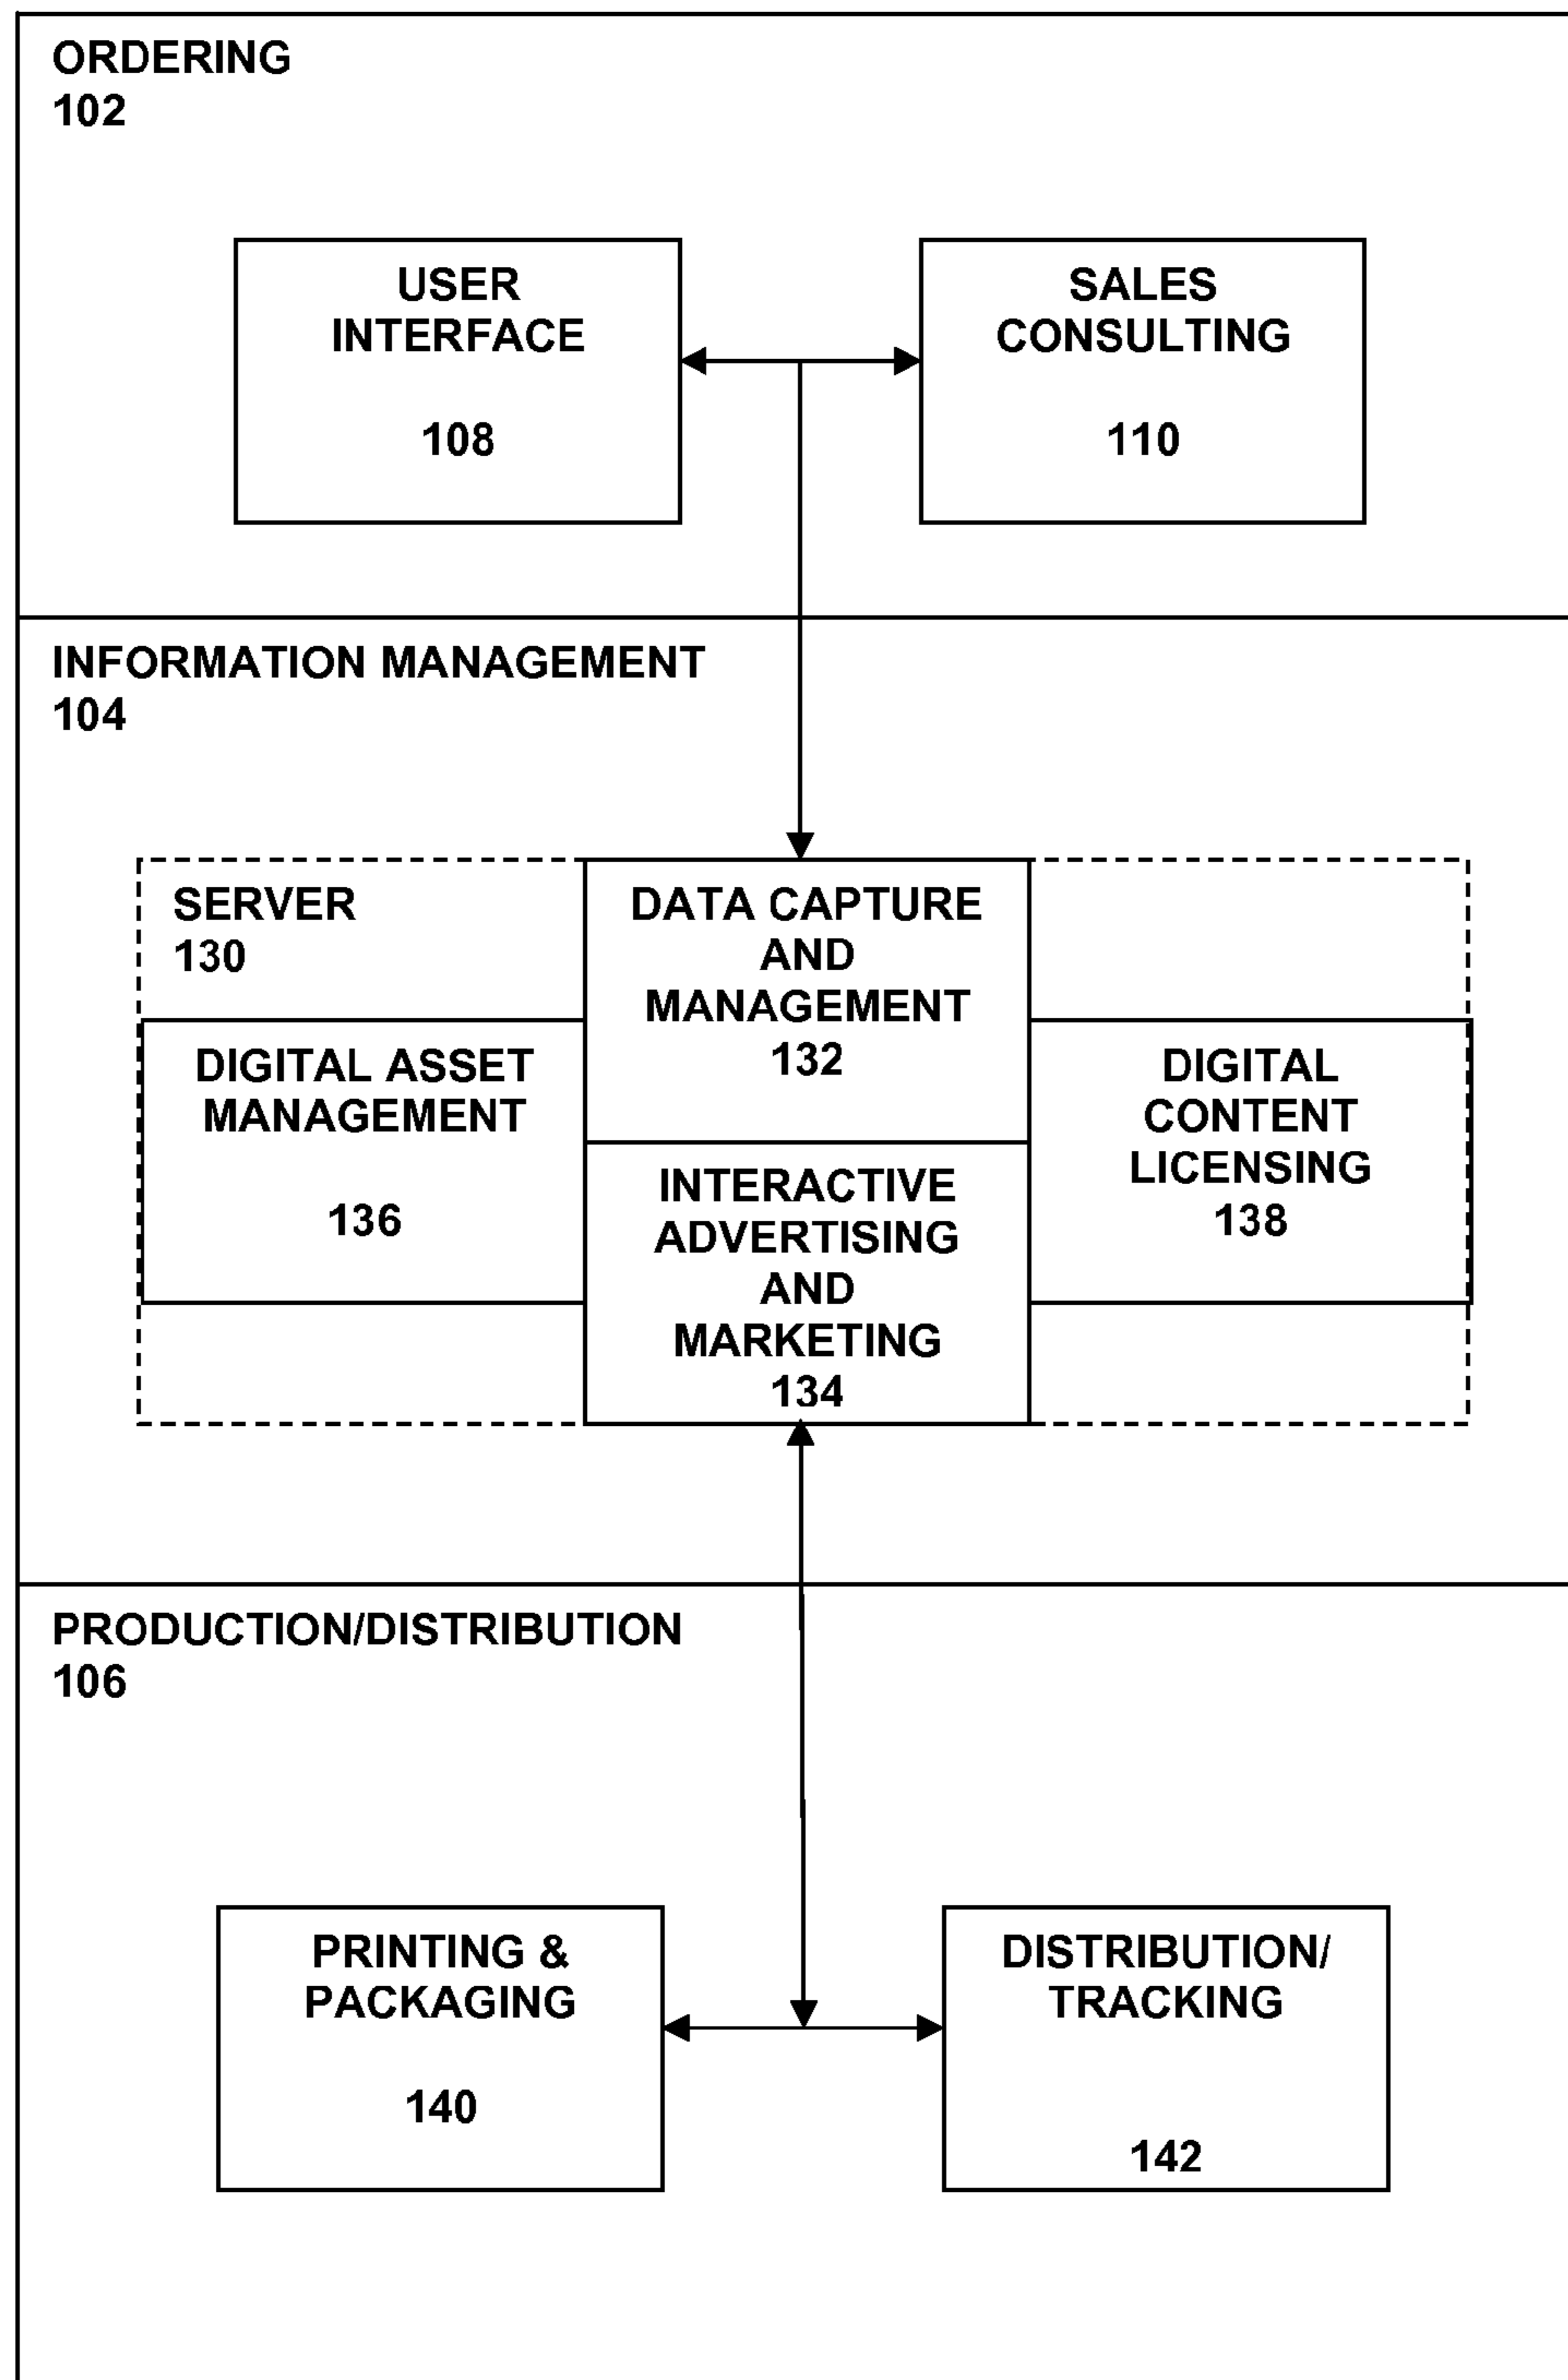 ORDERING
102
USER
INTERFACE
108
SALES
CONSULTING
110
INFORMATION MANAGEMENT
104
SERVER
130
DATA CAPTURE
AND
MANAGEMENT
132
DIGITAL ASSET
MANAGEMENT
136
DIGITAL
CONTENT
LICENSING
138
INTERACTIVE
ADVERTISING
AND
MARKETING
134
PRODUCTION/DISTRIBUTION
106
PRINTING &
PACKAGING
140
DISTRIBUTION/
TRACKING
142